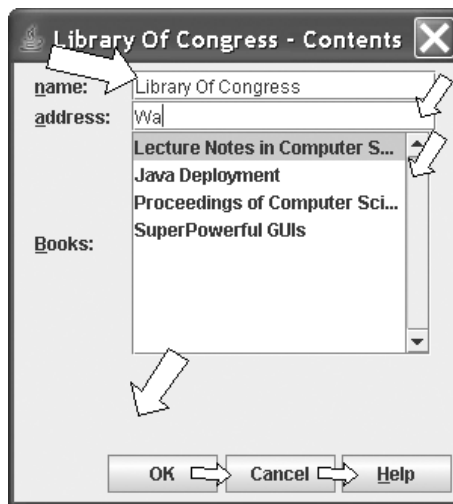 Library Of Congress - Contents
name: Library Of Congress
address: Wa
Lecture Notes in Computer S...
Java Deployment
Proceedings of Computer Sci...
SuperPowerful GUIs
Books:
OK Cancel Help